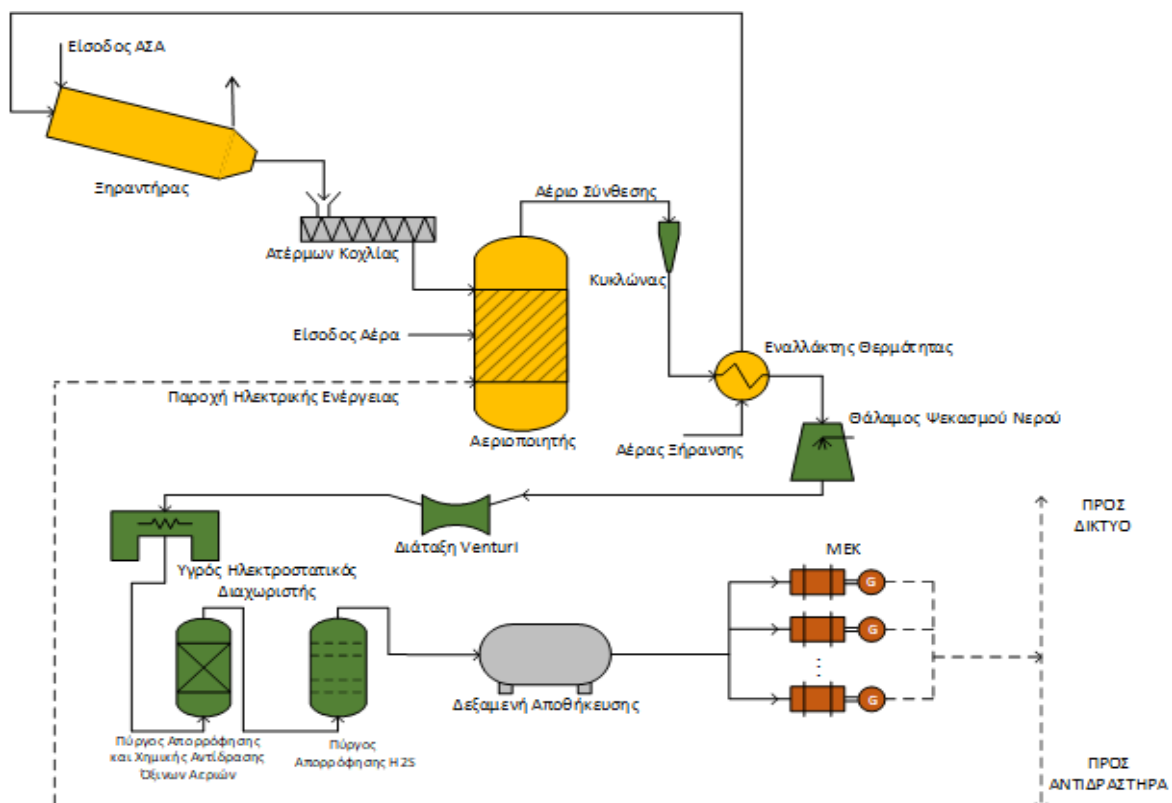 Είσοδος ΑΣΑ
Ξηραντήρας
Αέριο Σύνθεσης
Ατέρμων Κοχλίας
Κυκλώνας
Είσοδος Αέρα
Εναλλάκτης Θερμότητας
Παροχή Ηλεκτρικής Ενέργειας
Θάλαμος Ψεκασμού Νερού
Αεριοποιητής
Αέρας Ξήρανσης
ΠΡΟΣ
ΔΙΚΤΥΟ
Διάταξη Venturi
ΜΕΚ
Υγρός Ηλεκτροστατικός
Διαχωριστής
G
G
G
Δεξαμενή Αποθήκευσης
Πύργος Απορρόφησης
και Χημικής Αντίδρασης
Όξινων Αεριών
Πύργος
Απορρόφησης H2S
ΠΡΟΣ
ΑΝΤΙΔΡΑΣΤΗΡΑ